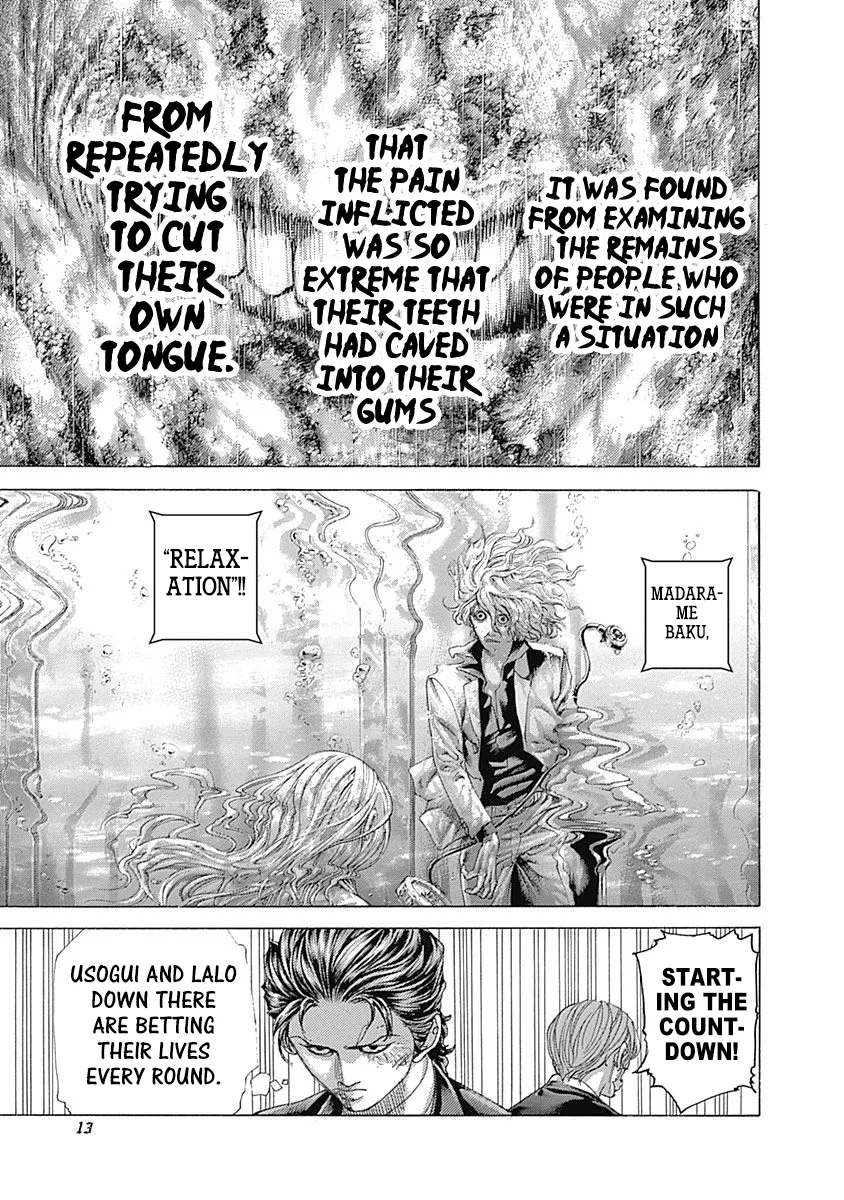 IT WAS FOUND
FROM EXAMINING
THE REMAINS
OF PEOPLE WHO
WERE IN SUCH
A SITUATION
THAT
THE PAIN
INFLICTED
WAS SO
EXTREME THAT
THEIR TEETH
HAD CAVED
INTO THEIR
GUMS
FROM
REPEATEDLY
TRYING
TO CUT
THEIR
OWN
TONGUE.
MADARA-
ME
BAKU,
"RELAX-
ATION"!!
START-
ING THE
COUNT-
DOWN!
USOGUI AND LALO
DOWN THERE
ARE BETTING
THEIR LIVES
EVERY ROUND.
13